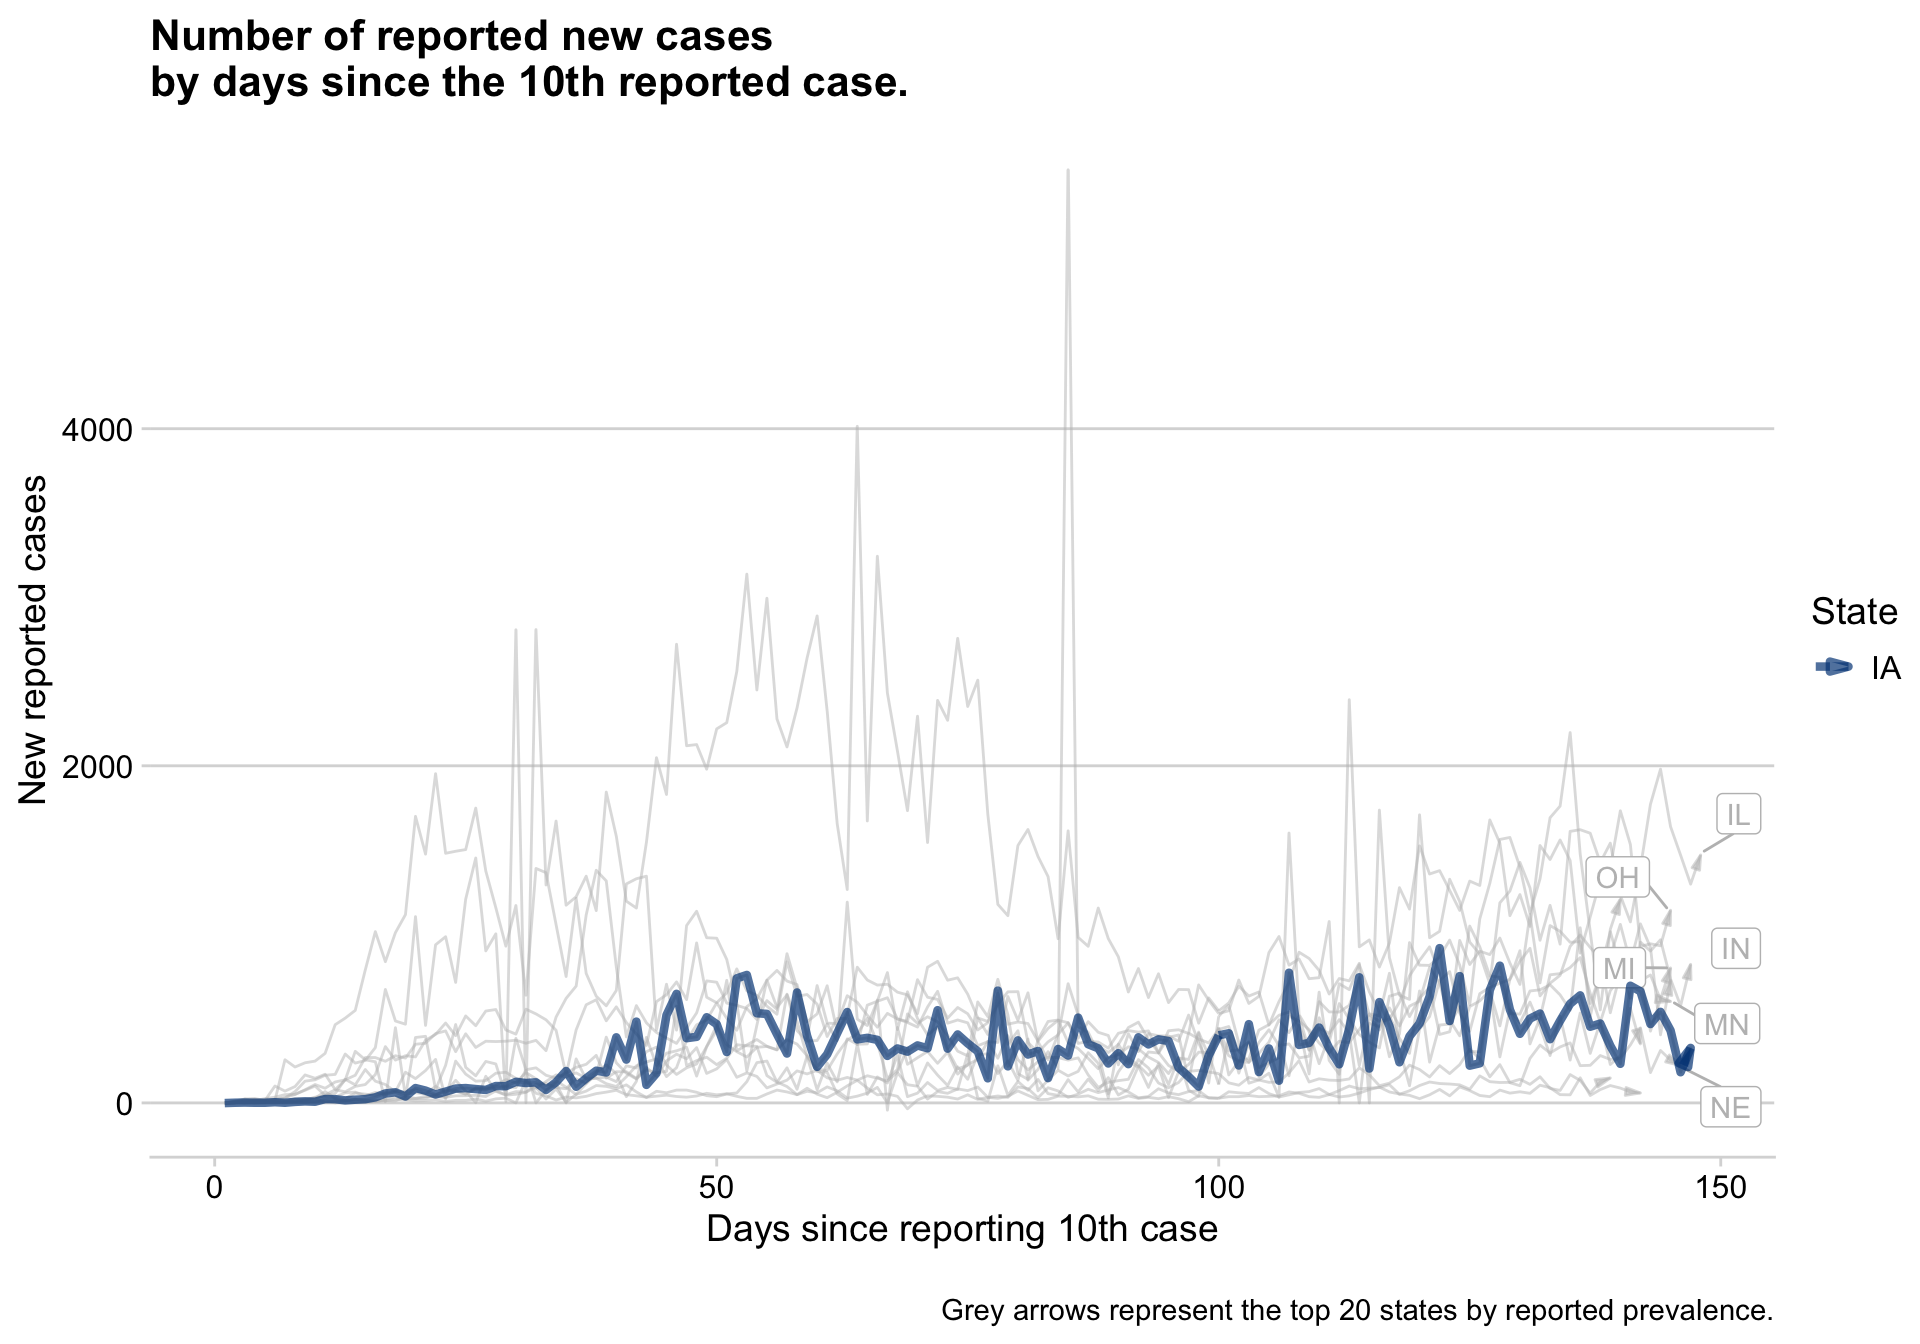 Number of reported new cases
by days since the 10th reported case.
New reported cases
4000
2000
0
0
50
100
150
Days since reporting 10th case
IL
OH
IN
MI
MN
NE
State
IA
Grey arrows represent the top 20 states by reported prevalence.